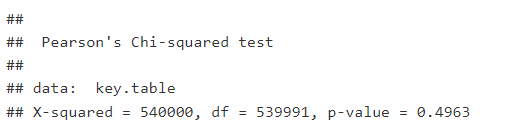 ##
##  Pearson's Chi-squared test
##
## data:  key.table
## X-squared = 540000, df = 539991, p-value = 0.4963